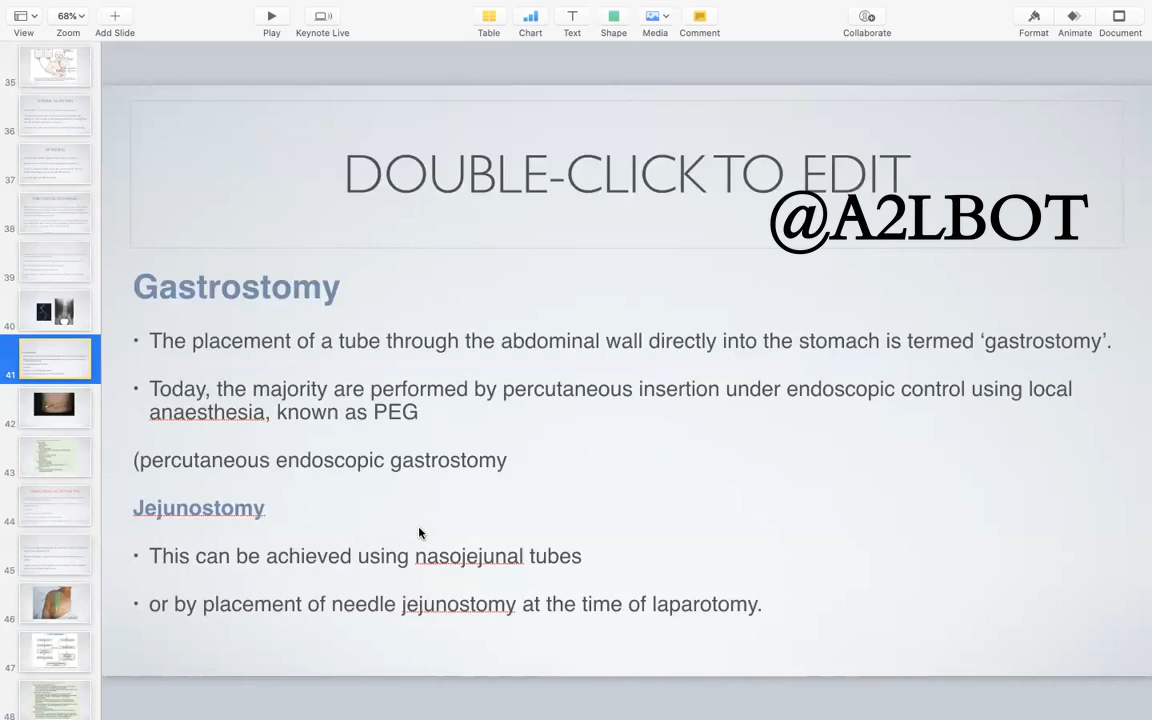 68%
View
Zoom
Add Slide
Play
Keynote Live
Table
Chart
Text
Shape
Media
Comment
Collaborate
Format
Animate
Document
35
36
37
38
39
40
41
42
43
44
45
46
47
48
DOUBLE-CLICK TO EDIT
@A2LBOT
Gastrostomy
• The placement of a tube through the abdominal wall directly into the stomach is termed ‘gastrostomy’.
• Today, the majority are performed by percutaneous insertion under endoscopic control using local
anaesthesia, known as PEG
(percutaneous endoscopic gastrostomy
Jejunostomy
• This can be achieved using nasojejunal tubes
• or by placement of needle jejunostomy at the time of laparotomy.